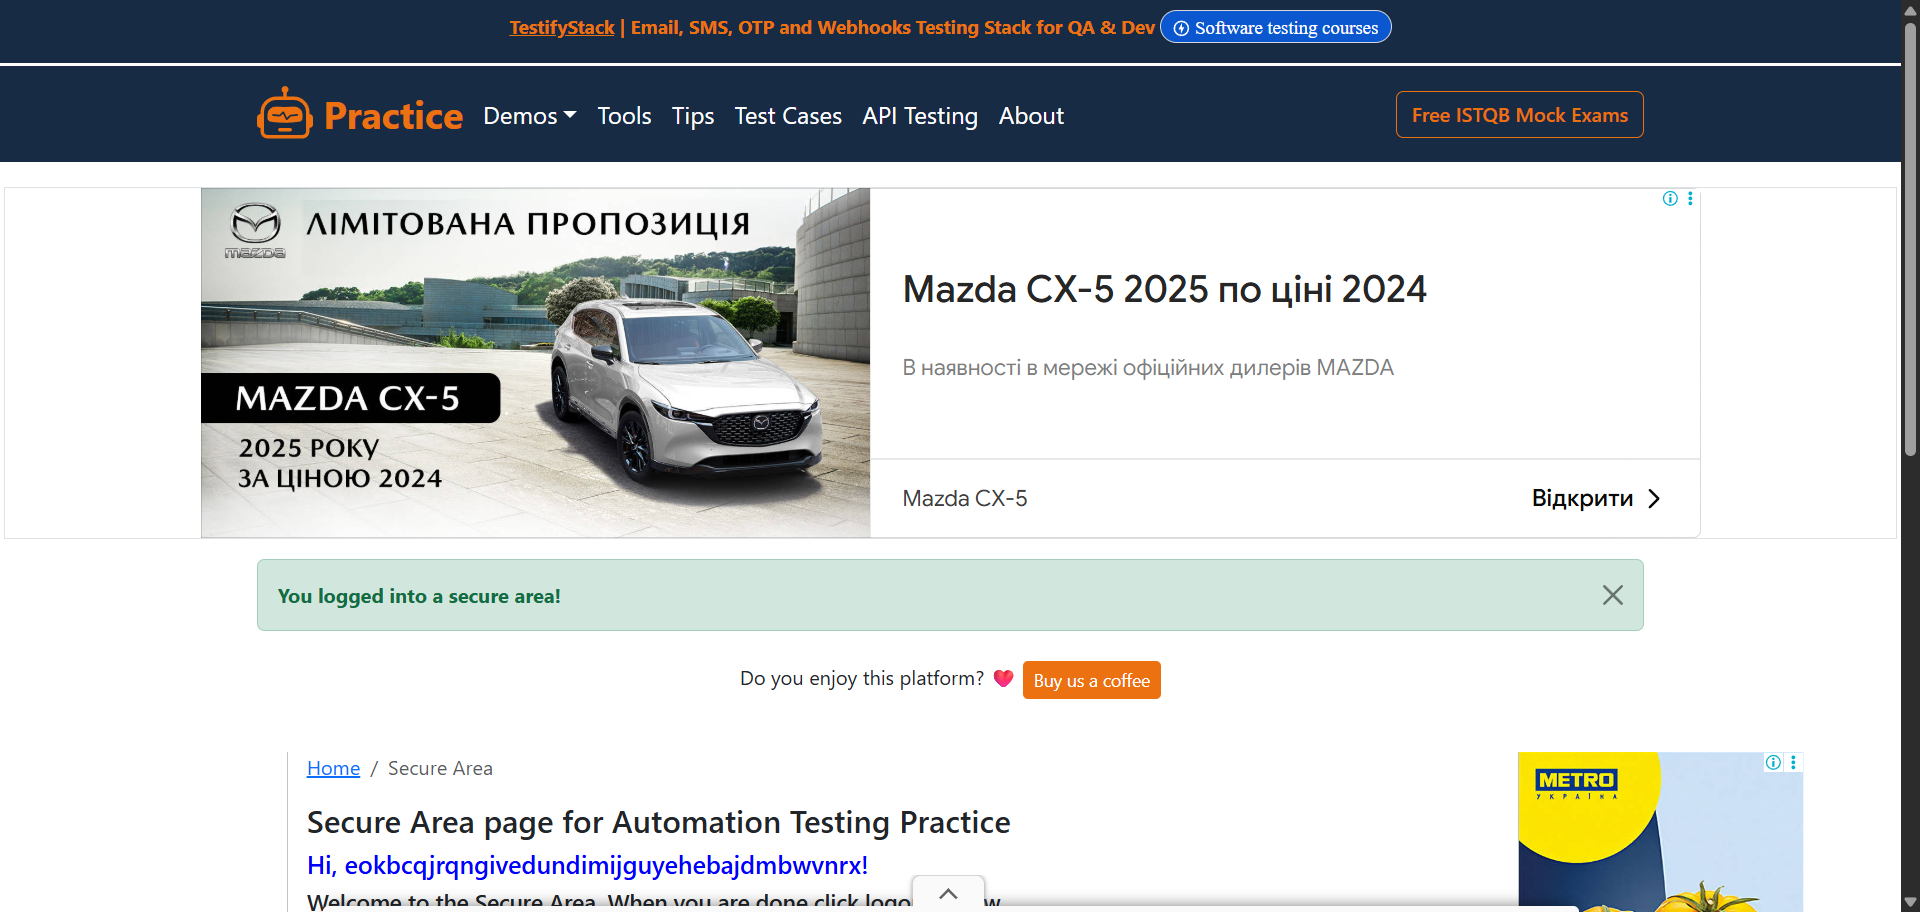 TestifyStack | Email, SMS, OTP and Webhooks Testing Stack for QA & Dev Software testing courses
Practice Demos Tools Tips Test Cases API Testing About Free ISTQB Mock Exams
mazda ЛІМІТОВАНА ПРОПОЗИЦІЯ
MAZDA CX-5
2025 РОКУ
ЗА ЦІНОЮ 2024
Mazda CX-5 2025 по ціні 2024
В наявності в мережі офіційних дилерів MAZDA
Mazda CX-5 Відкрити
You logged into a secure area!
Do you enjoy this platform? Buy us a coffee
Home / Secure Area
METRO
УКРАЇНА
Secure Area page for Automation Testing Practice
Hi, eokbcqjrqngivedundimijguyehebajdmbwvnrx!
Welcome to the Secure Area. When you are done click